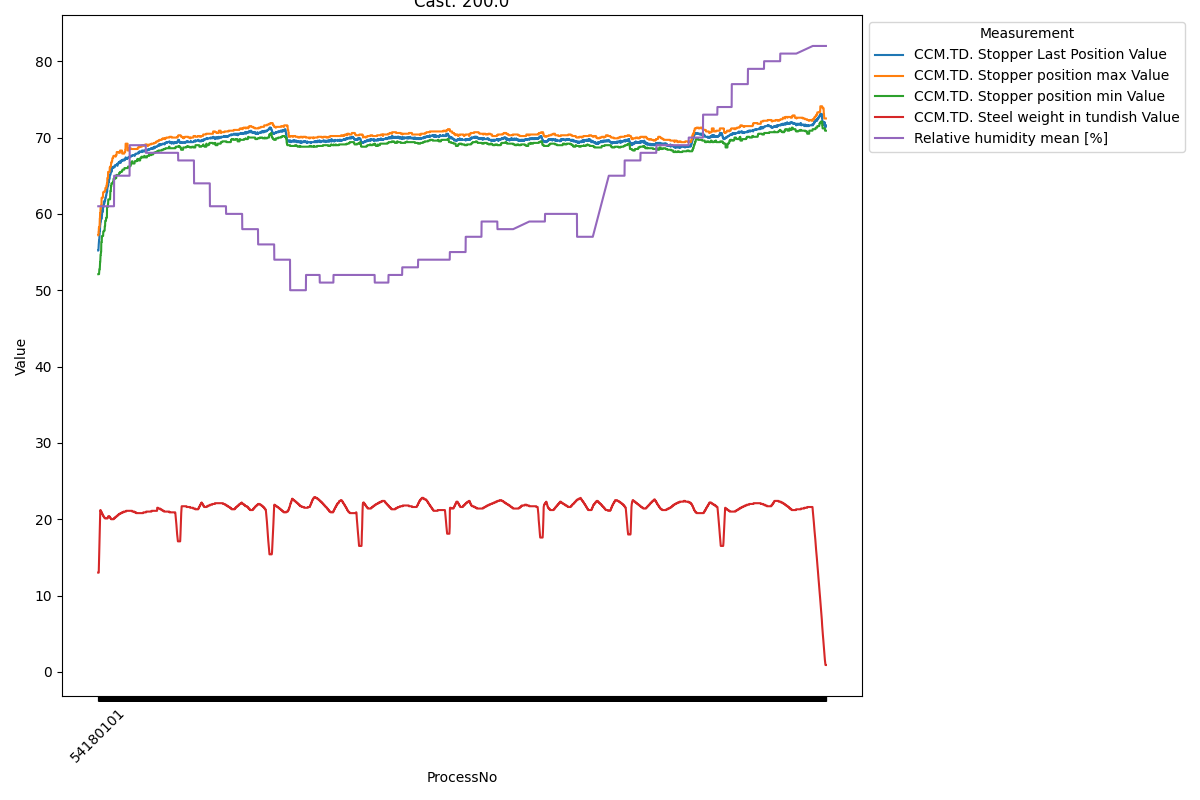 Cast: 200.0
Measurement
CCM.TD. Stopper Last Position Value
CCM.TD. Stopper position max Value
CCM.TD. Stopper position min Value
CCM.TD. Steel weight in tundish Value
Relative humidity mean [%]
Value
80
70
60
50
40
30
20
10
0
54180101
ProcessNo